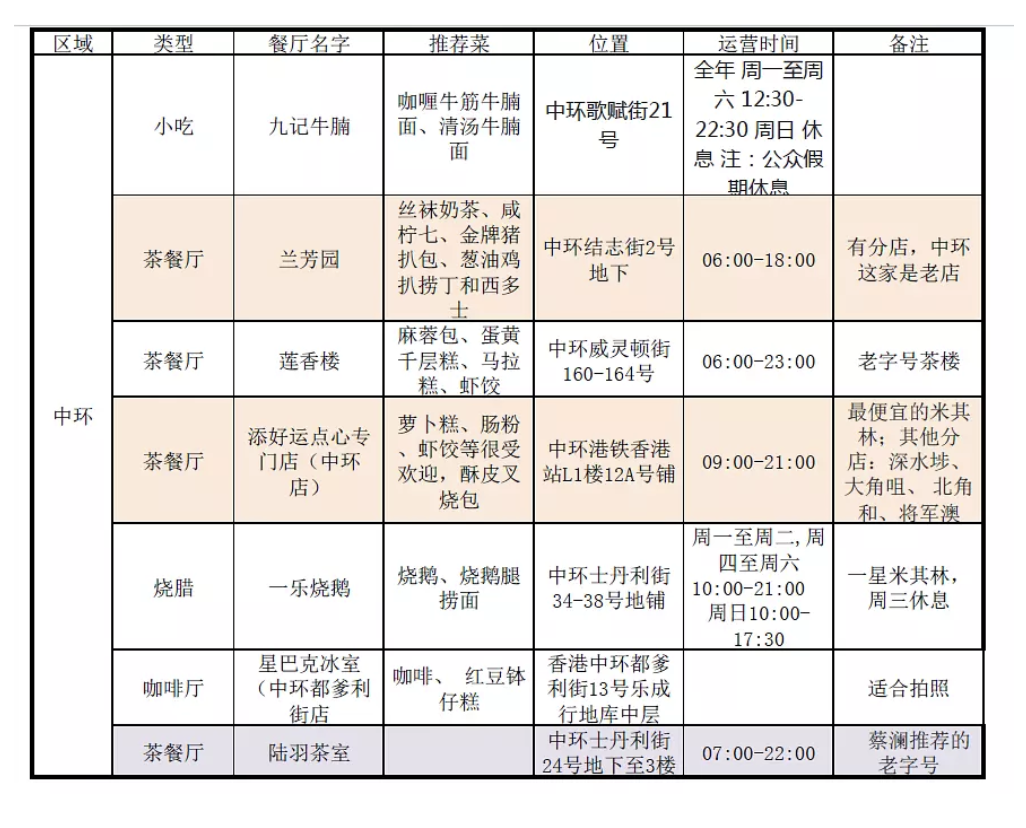 区域 类型 餐厅名字 推荐菜 位置 运营时间 备注
中环
小吃
九记牛腩
咖喱牛筋牛腩
面、清汤牛腩
面
中环歌赋街21
号
全年 周一至周
六 12:30-
22:30 周日 休
息 注：公众假
期休息
茶餐厅
兰芳园
丝袜奶茶、咸
柠七、金牌猪
扒包、葱油鸡
扒捞丁和西多
士
中环结志街2号
地下
06:00-18:00
有分店，中环
这家是老店
茶餐厅
莲香楼
麻蓉包、蛋黄
千层糕、马拉
糕、虾饺
中环威灵顿街
160-164号
06:00-23:00
老字号茶楼
茶餐厅
添好运点心专
门店（中环
店）
萝卜糕、肠粉
、虾饺等很受
欢迎，酥皮叉
烧包
中环港铁香港
站L1楼12A号铺
09:00-21:00
最便宜的米其
林；其他分
店：深水埗、
大角咀、 北角
和、将军澳
烧腊
一乐烧鹅
烧鹅、烧鹅腿
捞面
中环士丹利街
34-38号地铺
周一至周二,周
四至周六
10:00-21:00
周日10:00-
17:30
一星米其林，
周三休息
咖啡厅
星巴克冰室
（中环都爹利
街店
咖啡、 红豆钵
仔糕
香港中环都爹
利街13号乐成
行地库中层
适合拍照
茶餐厅
陆羽茶室
中环士丹利街
24号地下至3楼
07:00-22:00
蔡澜推荐的
老字号